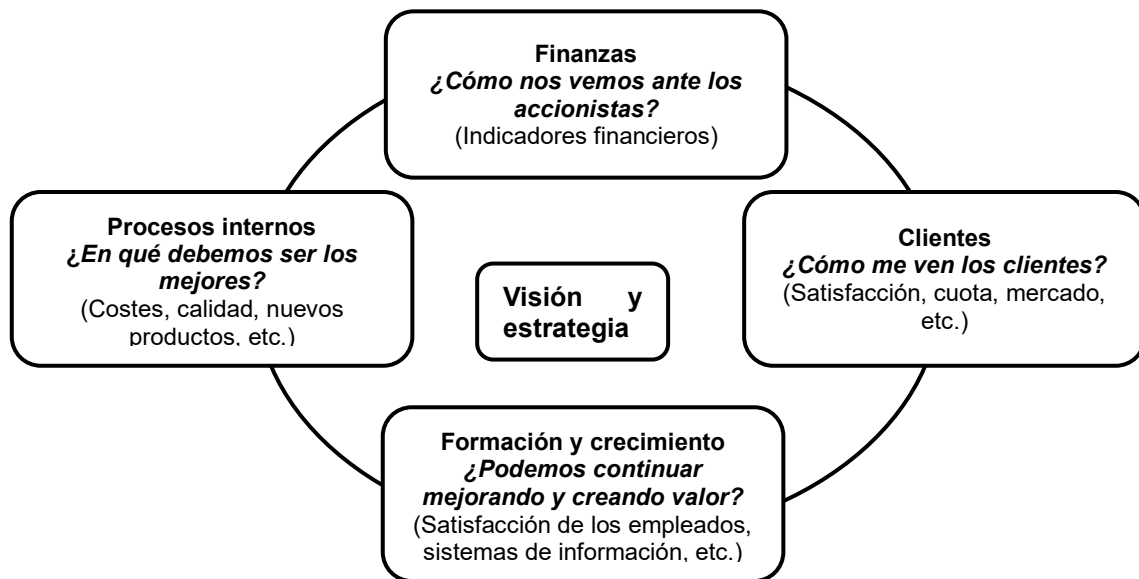 Finanzas
¿Cómo nos vemos ante los
accionistas?
(Indicadores financieros)
Procesos internos
¿En qué debemos ser los
mejores?
(Costes, calidad, nuevos
productos, etc.)
Clientes
¿Cómo me ven los clientes?
(Satisfacción, cuota, mercado,
etc.)
Visión y
estrategia
Formación y crecimiento
¿Podemos continuar
mejorando y creando valor?
(Satisfacción de los empleados,
sistemas de información, etc.)